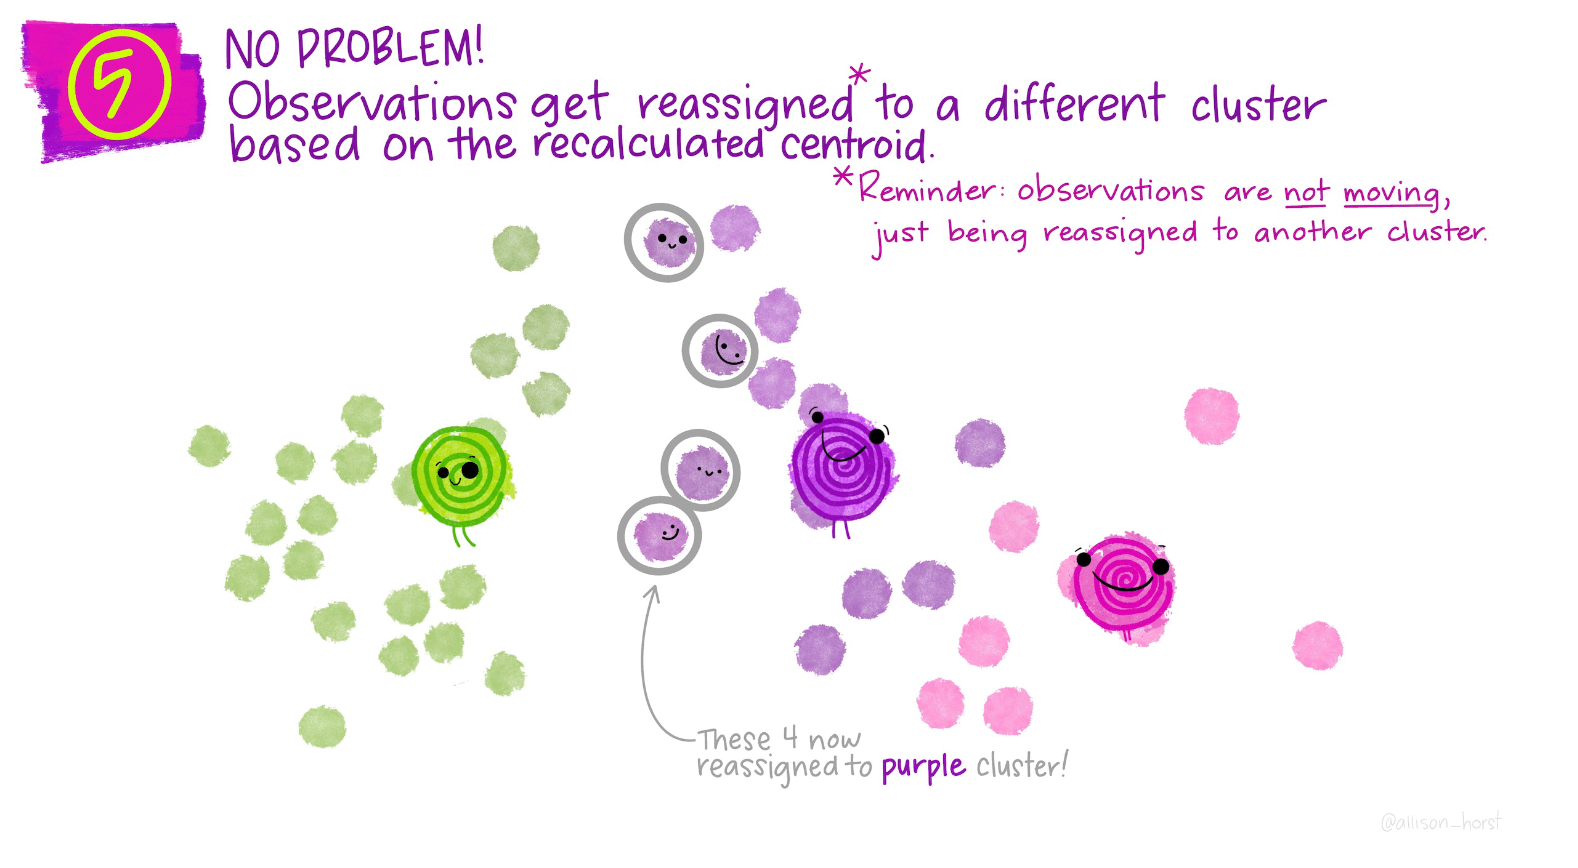 5
NO PROBLEM!
Observations get reassigned* to a different cluster
based on the recalculated centroid.
*Reminder: observations are not moving,
just being reassigned to another cluster.
These 4 now
reassigned to purple cluster!
@allison_horst